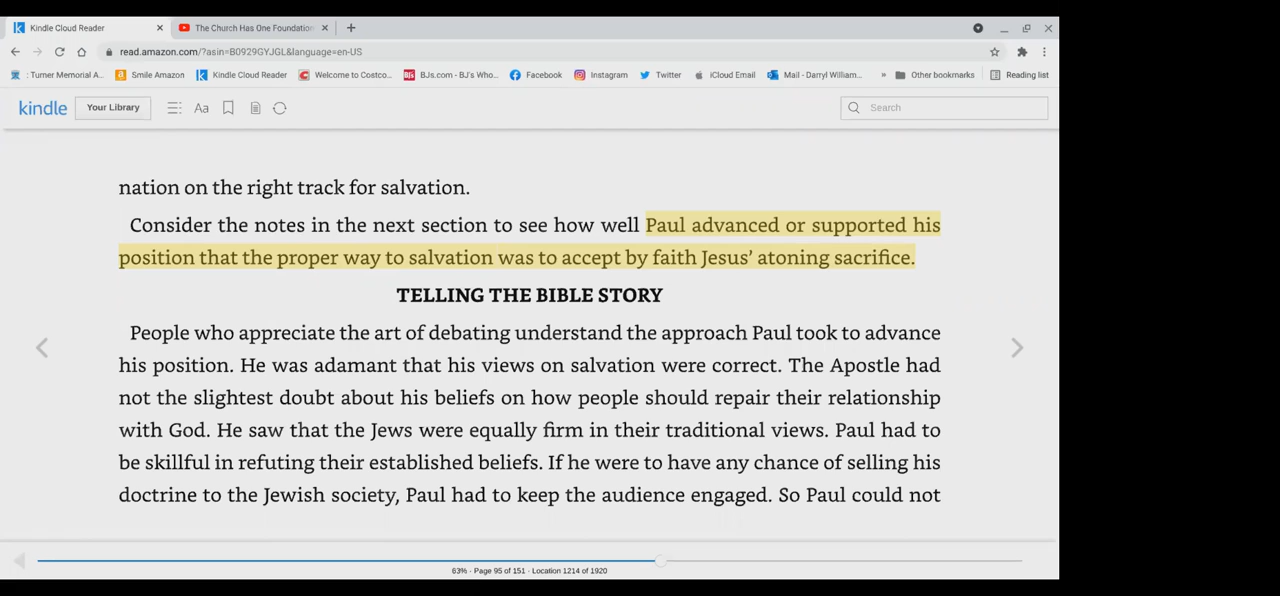 Kindle Cloud Reader
The Church Has One Foundation
read.amazon.com/?asin=B0929GYJGL&language=en-US
: Turner Memorial A... Smile Amazon Kindle Cloud Reader Welcome to Costco... BJs.com - BJ's Who... Facebook Instagram Twitter iCloud Email Mail - Darryl William... » Other bookmarks Reading list
kindle Your Library Aa Search
nation on the right track for salvation.
Consider the notes in the next section to see how well Paul advanced or supported his
position that the proper way to salvation was to accept by faith Jesus’ atoning sacrifice.
TELLING THE BIBLE STORY
People who appreciate the art of debating understand the approach Paul took to advance
his position. He was adamant that his views on salvation were correct. The Apostle had
not the slightest doubt about his beliefs on how people should repair their relationship
with God. He saw that the Jews were equally firm in their traditional views. Paul had to
be skillful in refuting their established beliefs. If he were to have any chance of selling his
doctrine to the Jewish society, Paul had to keep the audience engaged. So Paul could not
63% · Page 95 of 151 · Location 1214 of 1920